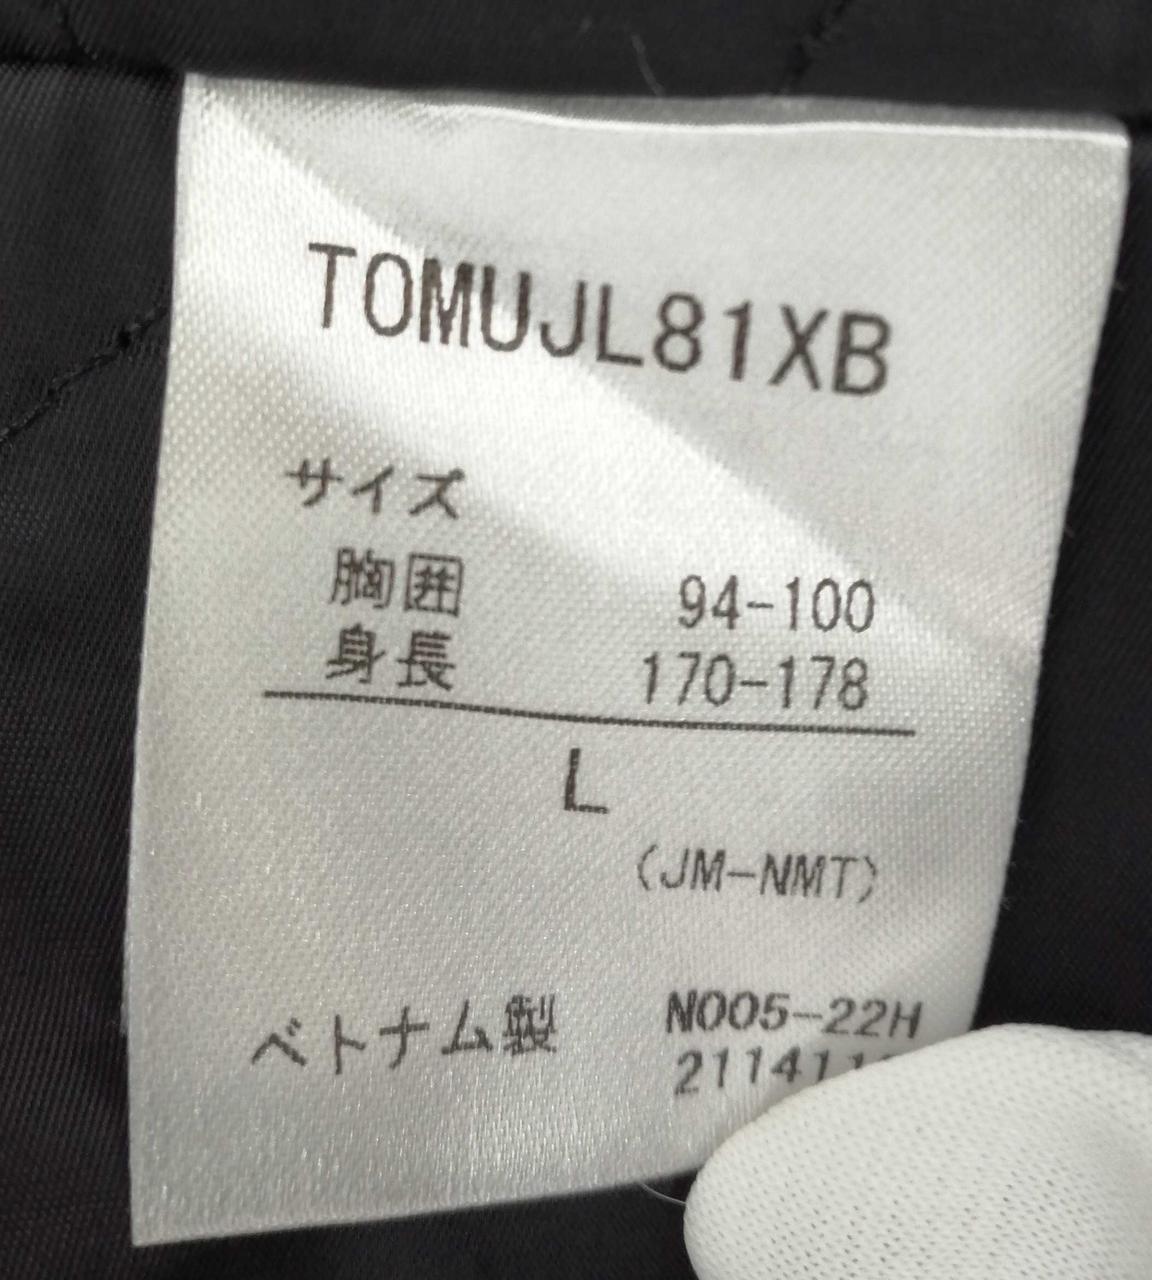 TOMUJL81XB
サイズ
胸囲 94-100
身長 170-178
L
(JM-NMT)
ベトナム製 N005-22H